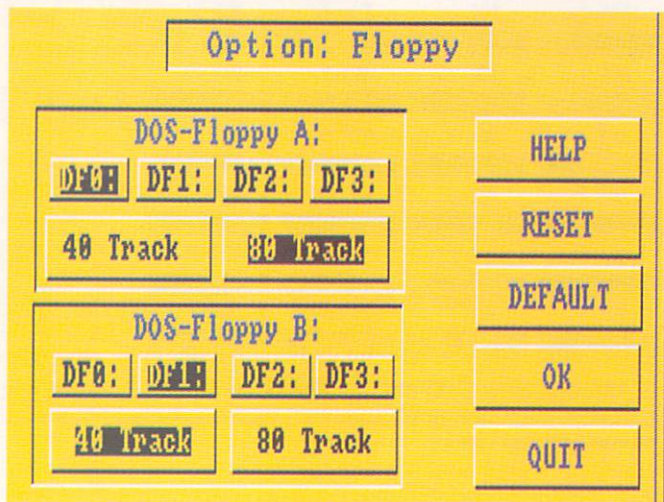 Option: Floppy
DOS-Floppy A:
DF0: DF1: DF2: DF3:
40 Track 80 Track
DOS-Floppy B:
DF0: DF1: DF2: DF3:
40 Track 80 Track
HELP
RESET
DEFAULT
OK
QUIT